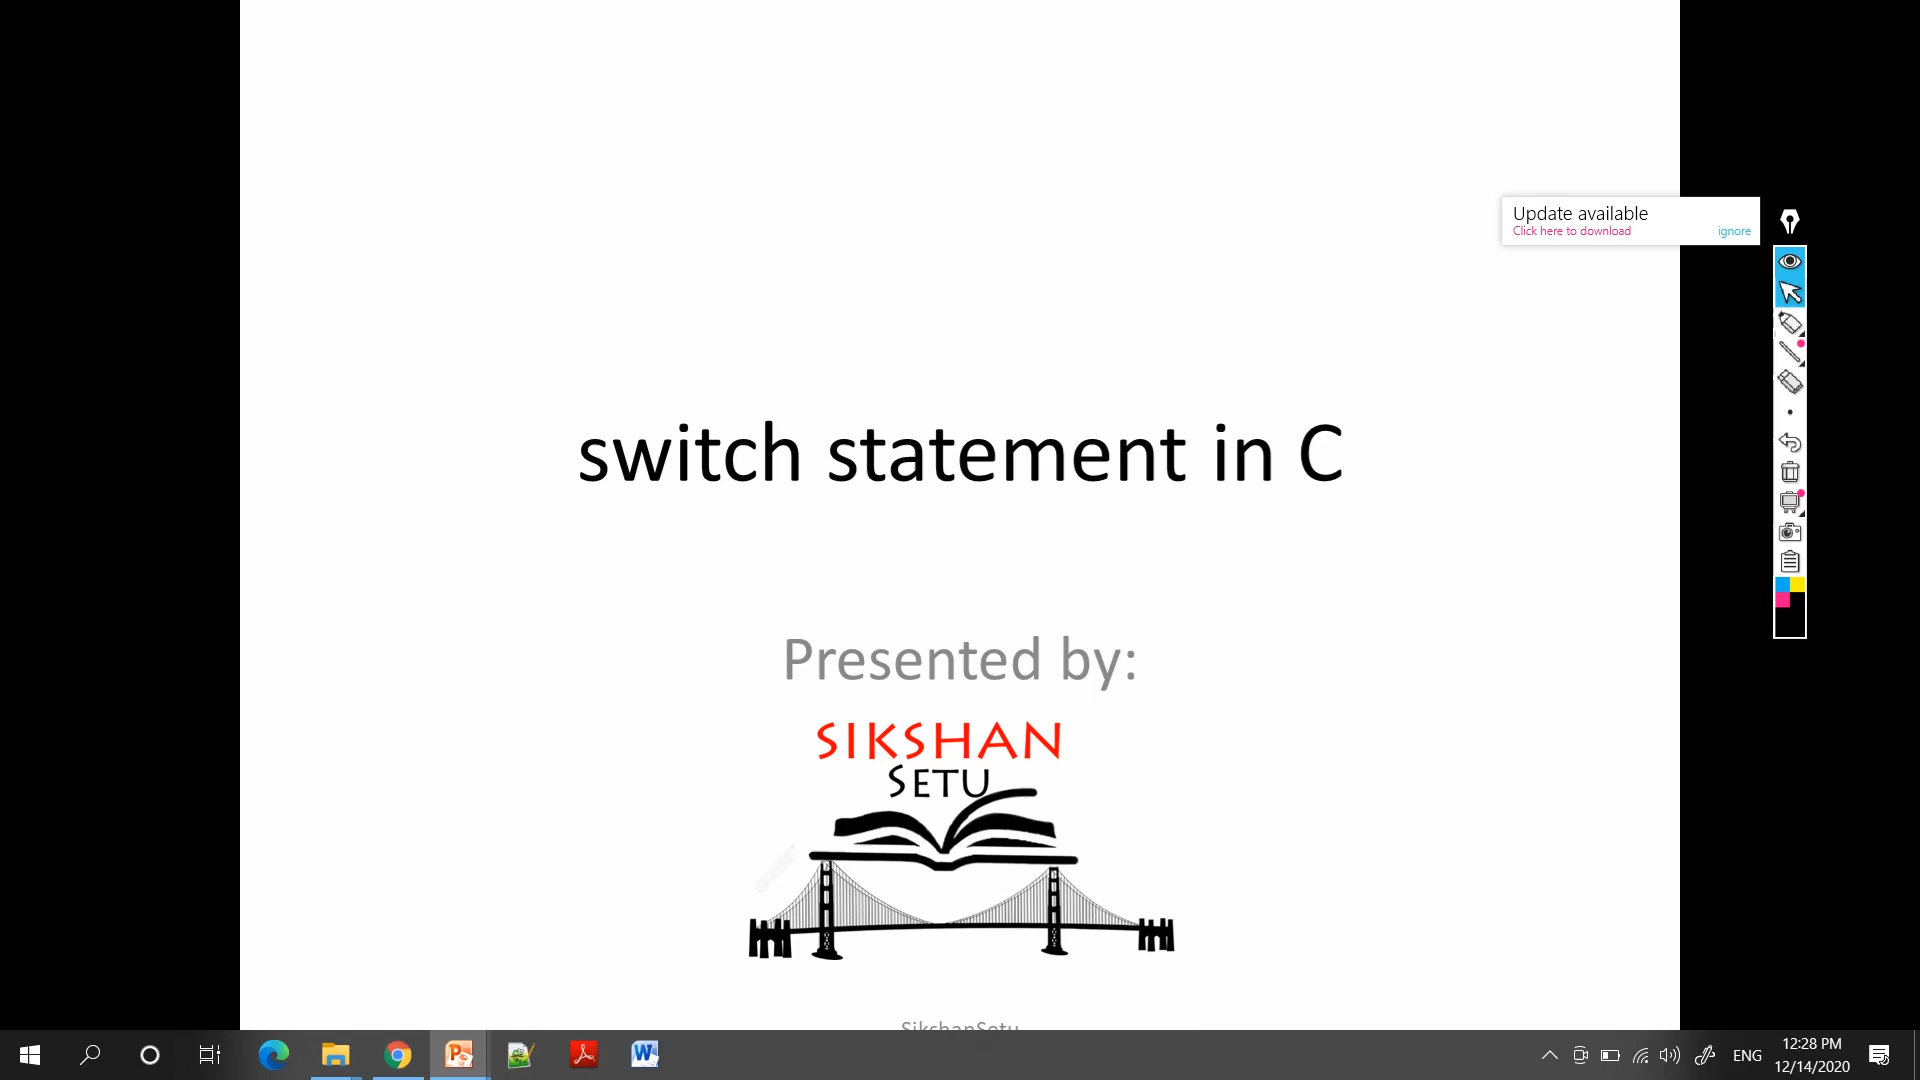 Update available
Click here to download ignore
switch statement in C
Presented by:
SIKSHAN
SETU
SikshanSetu
ENG
12:28 PM
12/14/2020